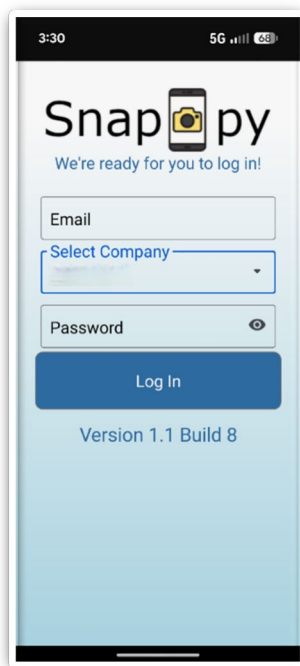 3:30 5G 68
Snap py
We're ready for you to log in!
Email
Select Company
Password
Log In
Version 1.1 Build 8